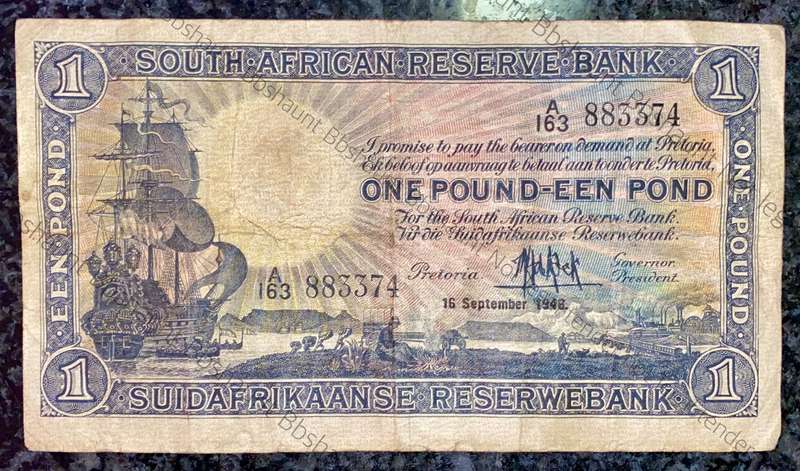 1 · SOUTH · AFRICAN · RESERVE · BANK · 1
A/163 883374
I promise to pay the bearer on demand at Pretoria.
Ek beloof op aanvraag te betaal aan toonder te Pretoria.
ONE POUND-EEN POND
For the South African Reserve Bank.
Vir die Suidafrikaanse Reserwebank.
Pretoria
Governor.
President.
A/163 883374
16 September 1946.
· EEN · POND ·
· ONE · POUND ·
1 · SUIDAFRIKAANSE · RESERWEBANK · 1
Bbshaunt